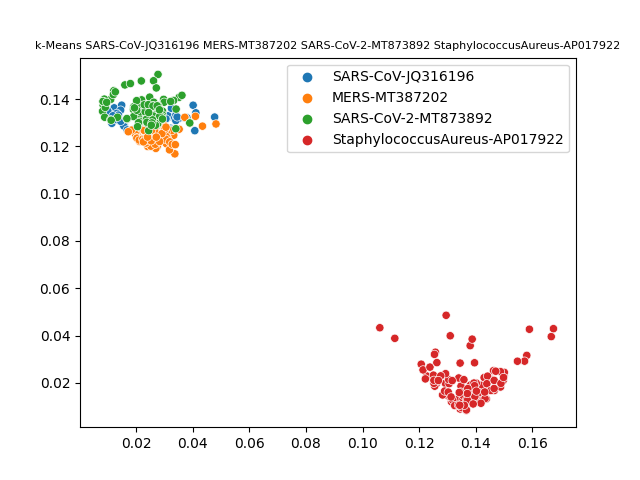 k-Means SARS-CoV-JQ316196 MERS-MT387202 SARS-CoV-2-MT873892 StaphylococcusAureus-AP017922
SARS-CoV-JQ316196
MERS-MT387202
SARS-CoV-2-MT873892
StaphylococcusAureus-AP017922
0.14
0.12
0.10
0.08
0.06
0.04
0.02
0.02 0.04 0.06 0.08 0.10 0.12 0.14 0.16